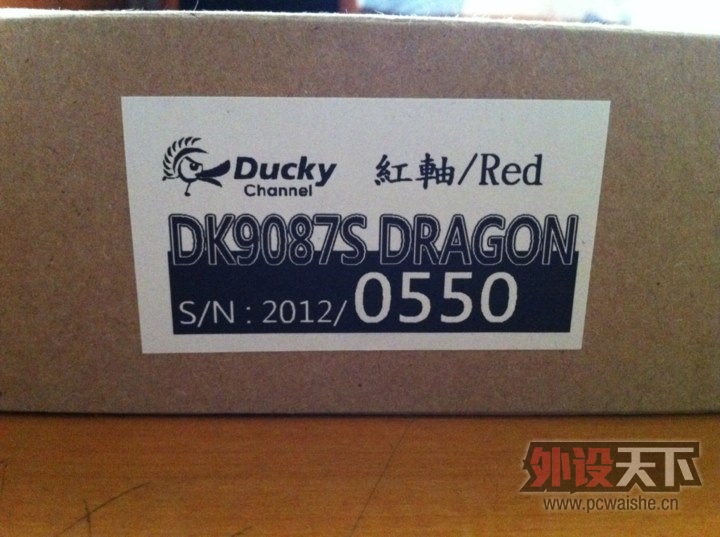 Ducky
Channel
紅軸/Red
DK9087S DRAGON
S/N : 2012/0550
外设天下
www.pcwaishe.cn